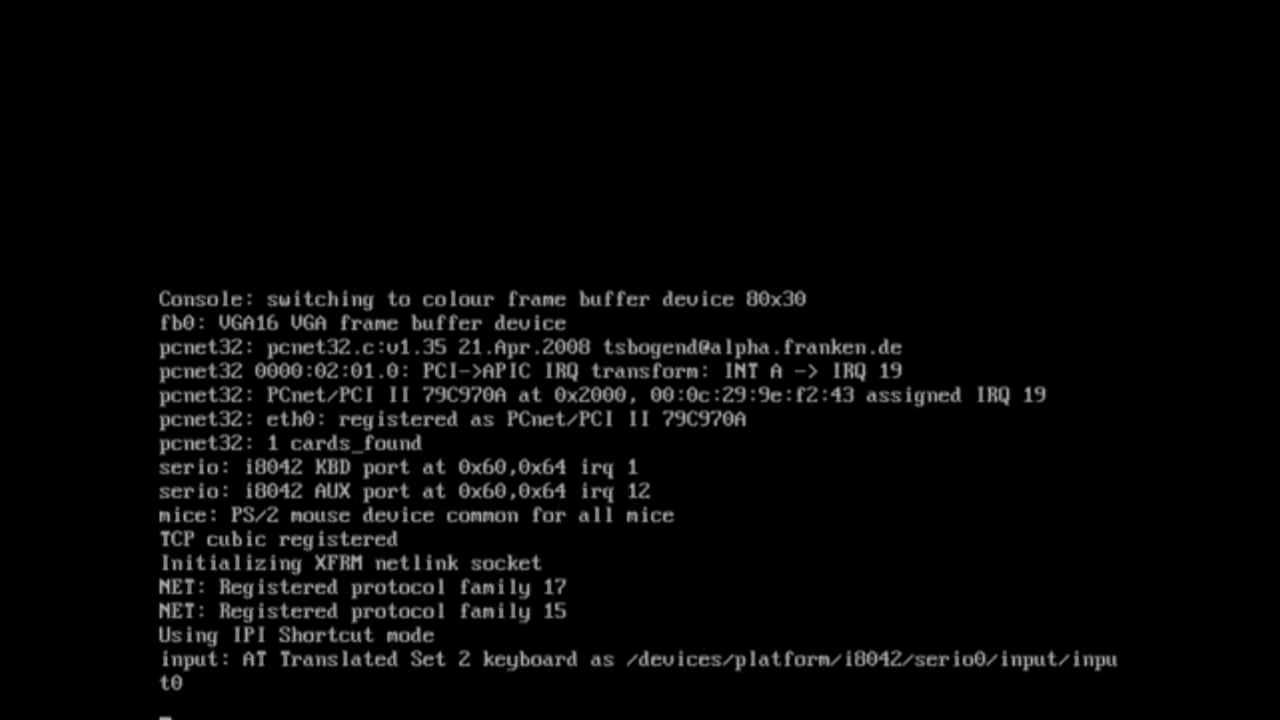 Console: switching to colour frame buffer device 80x30
fb0: VGA16 VGA frame buffer device
pcnet32: pcnet32.c:v1.35 21.Apr.2008 tsbogend@alpha.franken.de
pcnet32 0000:02:01.0: PCI->APIC IRQ transform: INT A -> IRQ 19
pcnet32: PCnet/PCI II 79C970A at 0x2000, 00:0c:29:9e:f2:43 assigned IRQ 19
pcnet32: eth0: registered as PCnet/PCI II 79C970A
pcnet32: 1 cards_found
serio: i8042 KBD port at 0x60,0x64 irq 1
serio: i8042 AUX port at 0x60,0x64 irq 12
mice: PS/2 mouse device common for all mice
TCP cubic registered
Initializing XFRM netlink socket
NET: Registered protocol family 17
NET: Registered protocol family 15
Using IPI Shortcut mode
input: AT Translated Set 2 keyboard as /devices/platform/i8042/serio0/input/inpu
t0